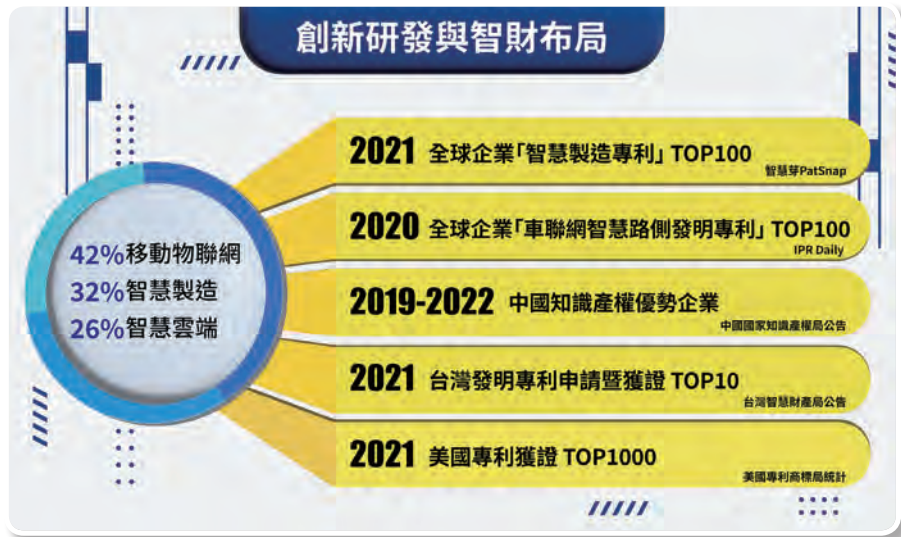 創新研發與智財布局
42%移動物聯網
32%智慧製造
26%智慧雲端
2021 全球企業「智慧製造專利」TOP100
智慧芽PatSnap
2020 全球企業「車聯網智慧路側發明專利」TOP100
IPR Daily
2019-2022 中國知識產權優勢企業
中國國家知識產權局公告
2021 台灣發明專利申請暨獲證 TOP10
台灣智慧財產局公告
2021 美國專利獲證 TOP1000
美國專利商標局統計